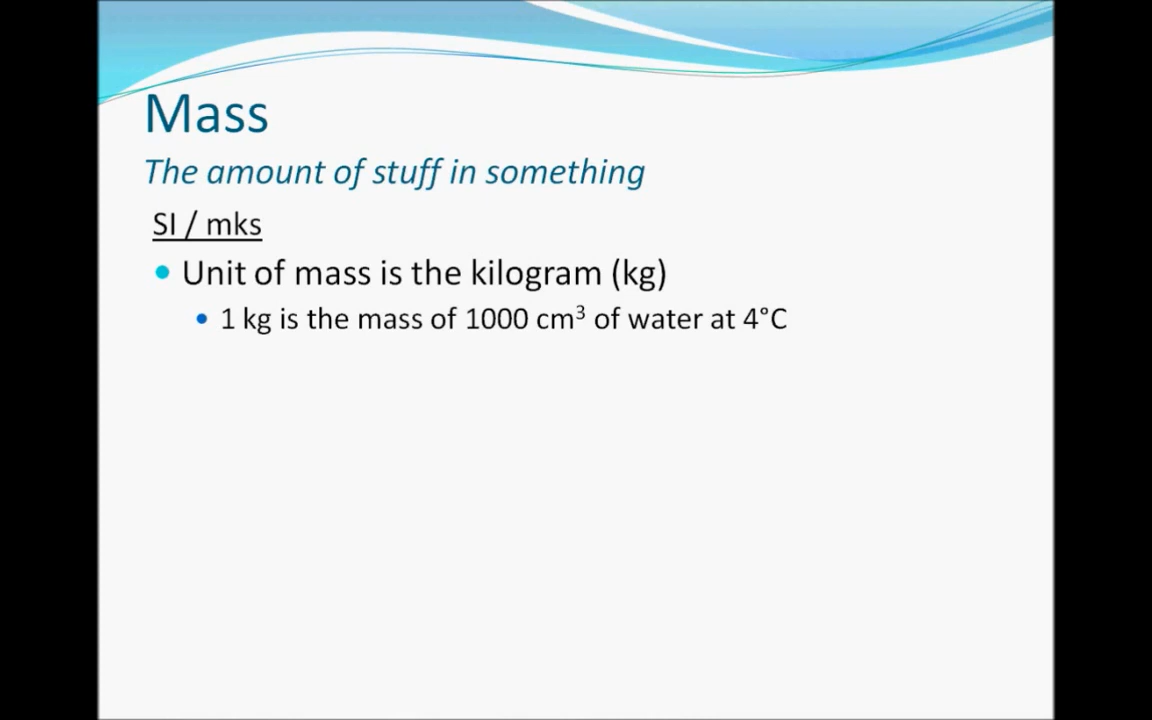 Mass
The amount of stuff in something
SI / mks
• Unit of mass is the kilogram (kg)
• 1 kg is the mass of 1000 cm³ of water at 4°C